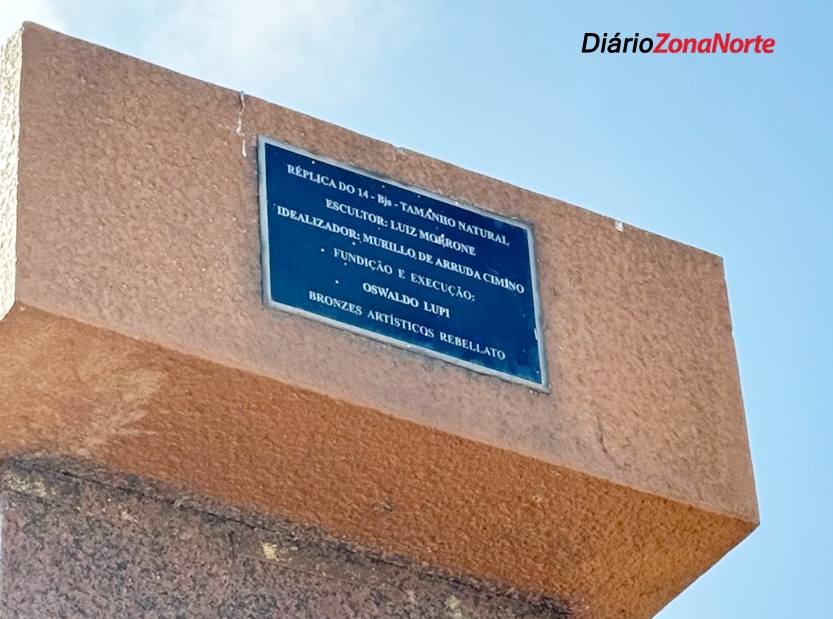 DiárioZonaNorte
RÉPLICA DO 14 - Bjs - TAMANHO NATURAL
ESCULTOR: LUIZ MORRONE
IDEALIZADOR: MURILLO DE ARRUDA CIMINO
FUNDIÇÃO E EXECUÇÃO:
OSWALDO LUPI
BRONZES ARTÍSTICOS REBELLATO